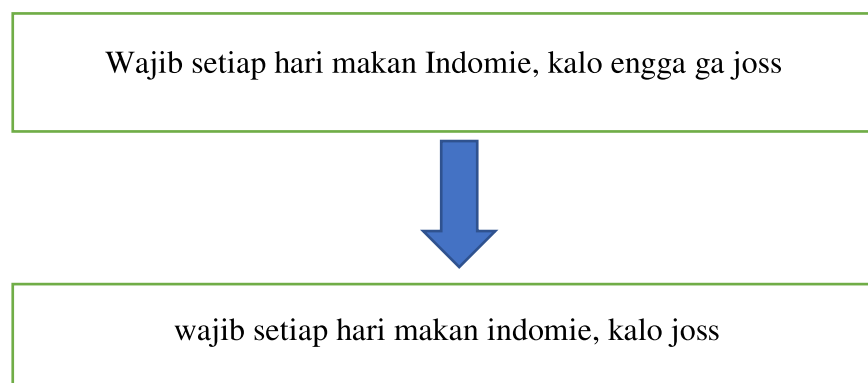 Wajib setiap hari makan Indomie, kalo engga ga joss
wajib setiap hari makan indomie, kalo joss